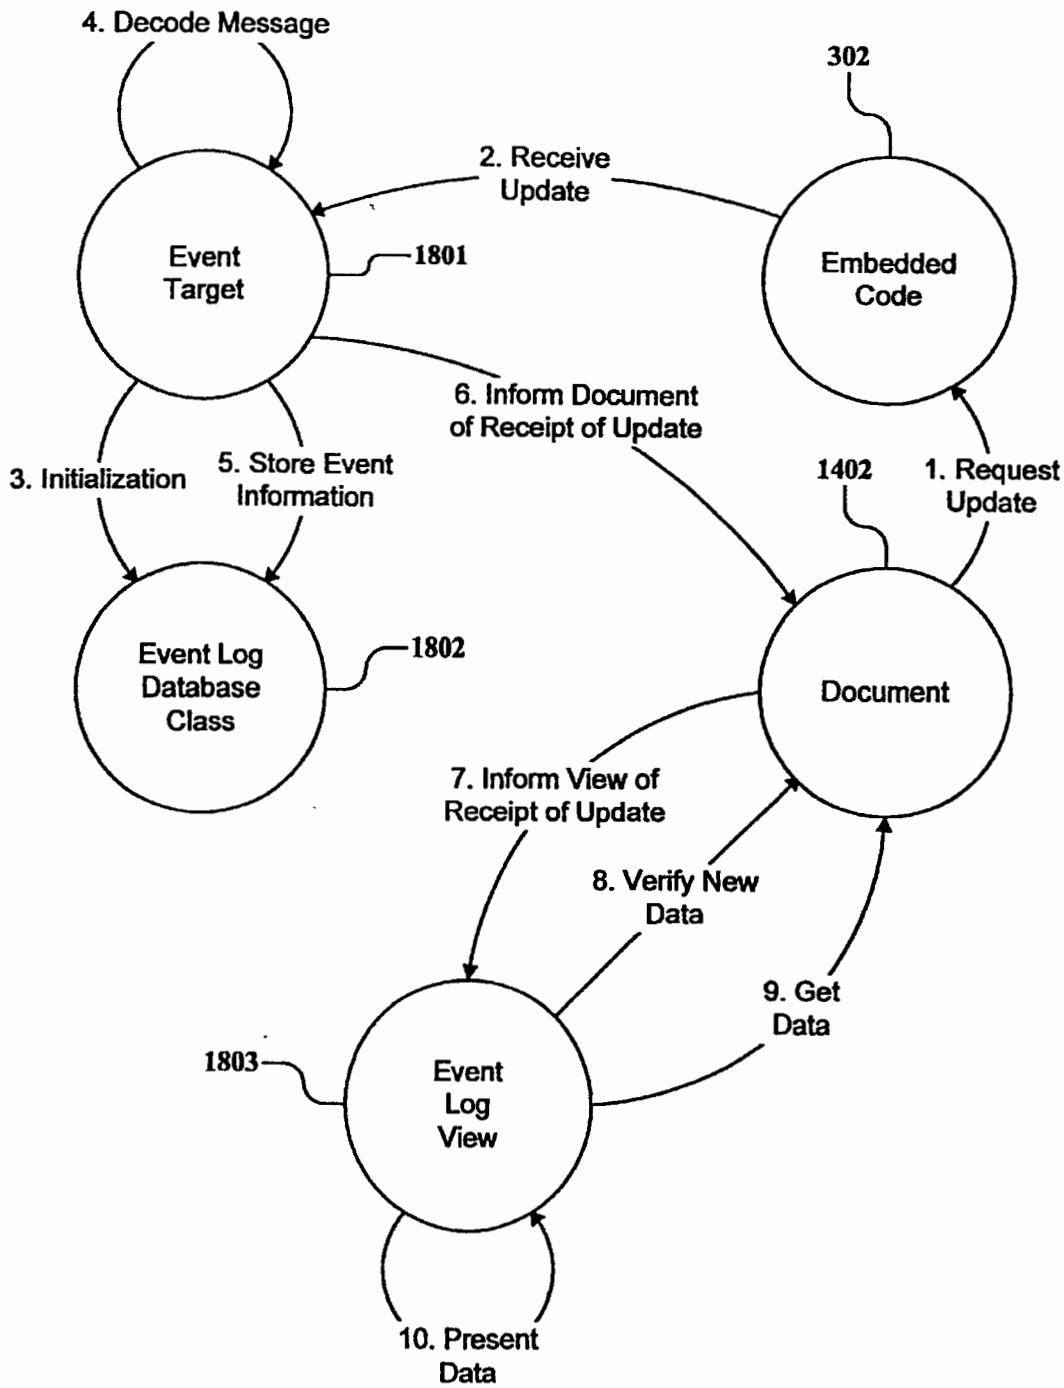 4. Decode Message
302
2. Receive
Update
Event
Target
1801
Embedded
Code
6. Inform Document
of Receipt of Update
3. Initialization
5. Store Event
Information
1402
1. Request
Update
Event Log
Database
Class
1802
Document
7. Inform View of
Receipt of Update
8. Verify New
Data
9. Get
Data
1803
Event
Log
View
10. Present
Data